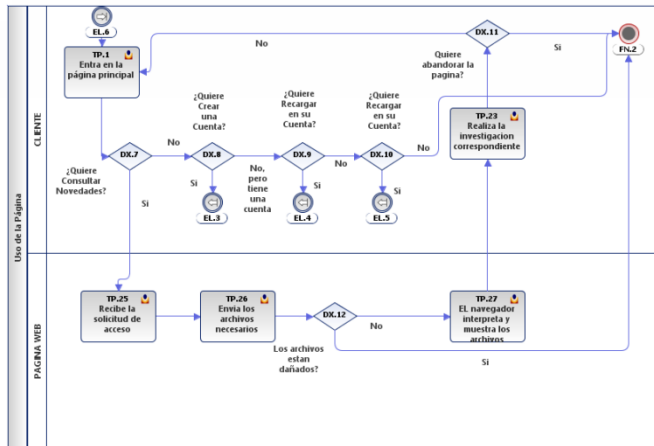 Uso de la Página
CLIENTE
EL.6
TP.1
Entra en la
página principal
No
DX.11
Si
FN.2
Quiere
abandorar la
pagina?
¿Quiere
Crear
una
Cuenta?
¿Quiere
Recargar
en su
Cuenta?
¿Quiere
Recargar
en su
Cuenta?
TP.23
Realiza la
investigacion
correspondiente
DX.7
No
DX.8
DX.9
No
DX.10
No
¿Quiere
Consultar
Novedades?
Si
Si
No,
pero
tiene
una
cuenta
Si
Si
EL.3
EL.4
EL.5
PAGINA WEB
TP.25
Recibe la
solicitud de
acceso
TP.26
Envia los
archivos
necesarios
DX.12
No
TP.27
EL navegador
interpreta y
muestra los
archivos
Los archivos
estan
dañados?
Si